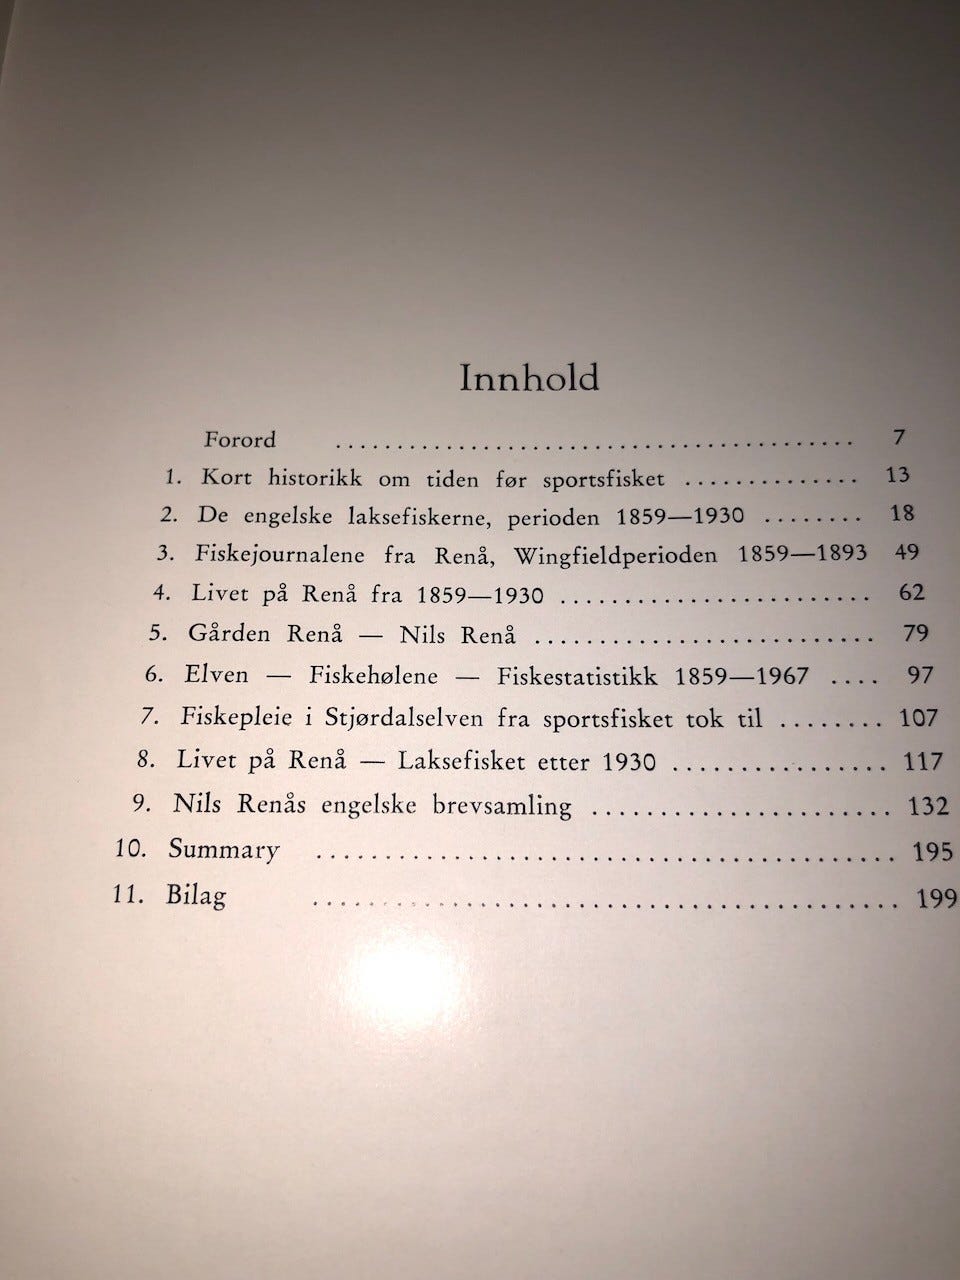 Innhold
Forord ........................................ 7
1. Kort historikk om tiden før sportsfisket .............. 13
2. De engelske laksefiskerne, perioden 1859—1930 ........ 18
3. Fiskejournalene fra Renå, Wingfieldperioden 1859—1893 49
4. Livet på Renå fra 1859—1930 ........................ 62
5. Gården Renå — Nils Renå .......................... 79
6. Elven — Fiskehølene — Fiskestatistikk 1859—1967 .... 97
7. Fiskepleie i Stjørdalselven fra sportsfisket tok til ........ 107
8. Livet på Renå — Laksefisket etter 1930 ................ 117
9. Nils Renås engelske brevsamling ...................... 132
10. Summary .......................................... 195
11. Bilag .......................................... 199